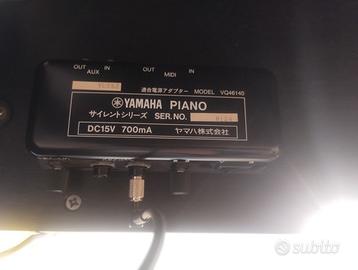 OUT IN OUT IN
AUX MIDI
適合電源アダプター MODEL VQ46140
YAMAHA PIANO
サイレントシリーズ SER.NO.
DC15V 700mA ヤマハ株式会社
subito